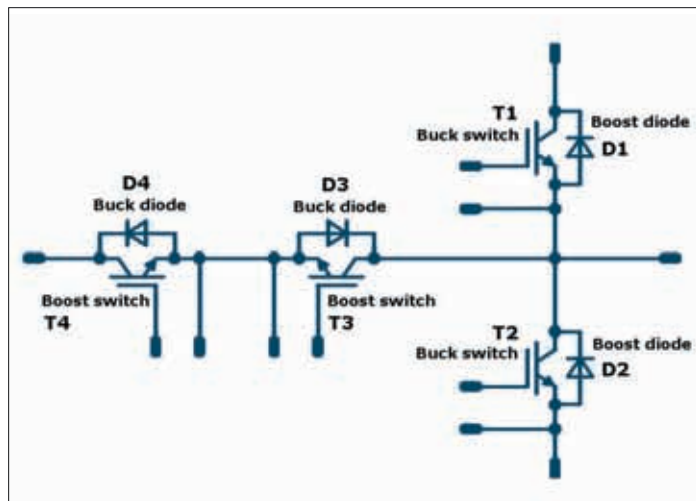 T1
Buck switch
Boost diode
D1
D4
Buck diode
D3
Buck diode
Boost switch
T4
Boost switch
T3
T2
Buck switch
Boost diode
D2